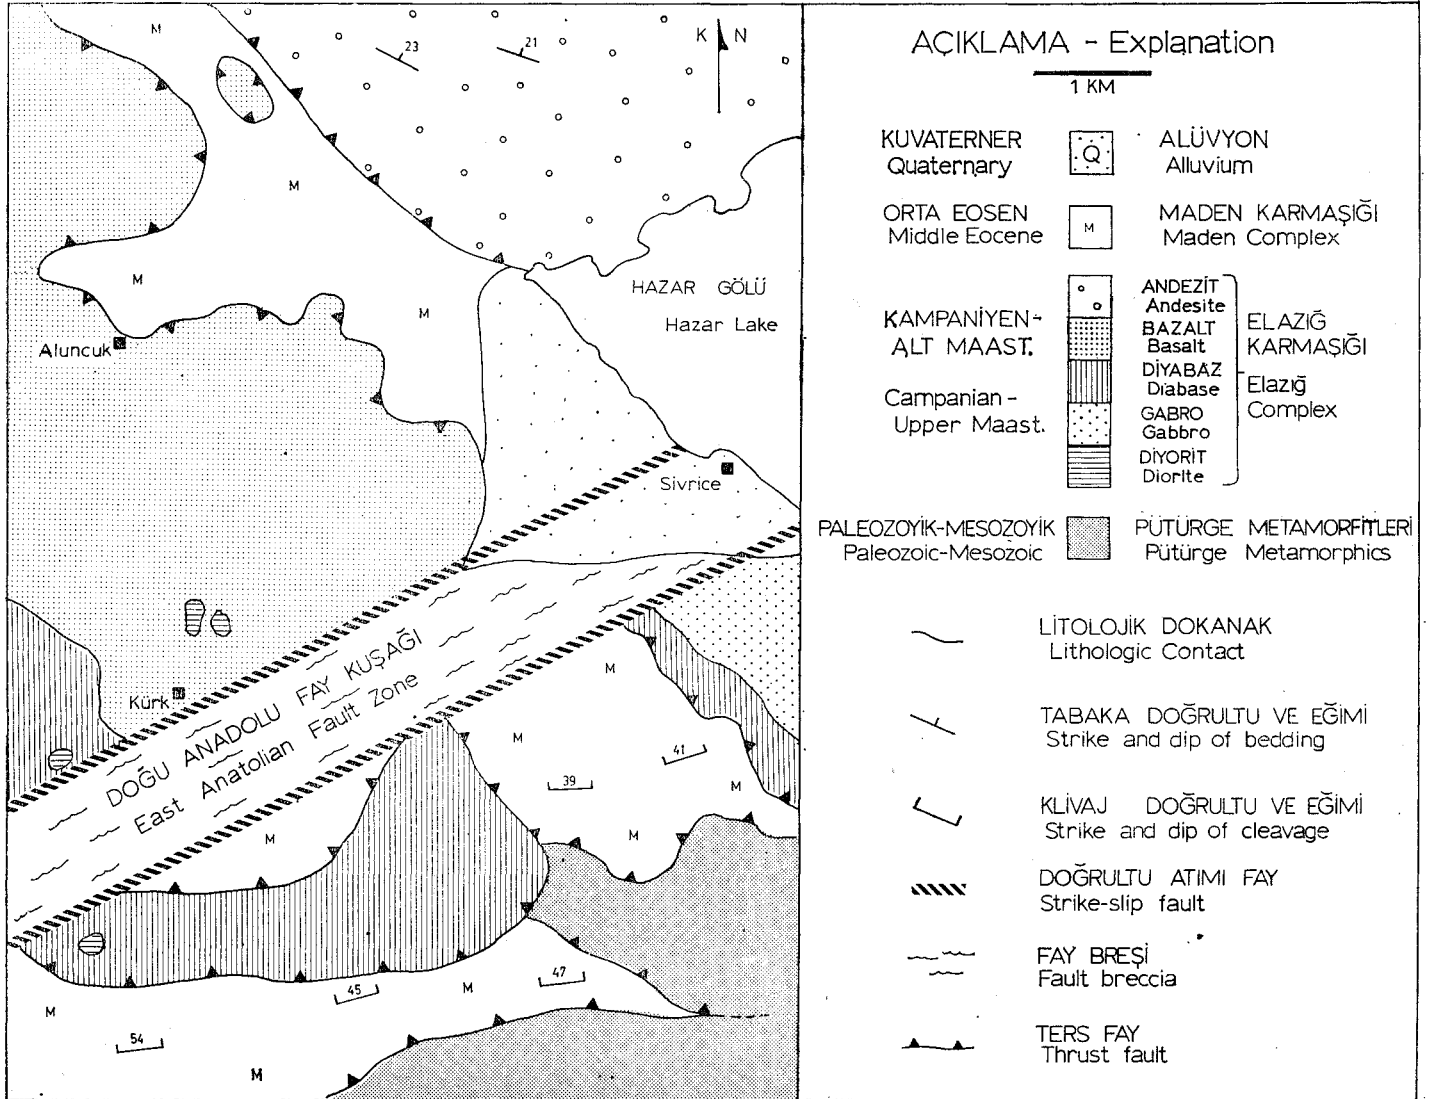 M
23
21
K N
M
HAZAR GÖLÜ
Hazar Lake
M
M
Aluncuk
Sivrice
Kürk
DOĞU ANADOLU FAY KUŞAĞI
East Anatolian Fault Zone
M
M
41
39
M
M
M
47
45
M
M
54
M
AÇIKLAMA - Explanation
1 KM
KUVATERNER
Quaternary
Q
ALÜVYON
Alluvium
ORTA EOSEN
Middle Eocene
M
MADEN KARMAŞIĞI
Maden Complex
KAMPANİYEN-
ALT MAAST.
Campanian -
Upper Maast.
ANDEZİT
Andesite
BAZALT
Basalt
DİYABAZ
Diabase
GABRO
Gabbro
DİYORİT
Diorite
ELAZIĞ
KARMAŞIĞI
Elazığ
Complex
PALEOZOYİK-MESOZOYİK
Paleozoic-Mesozoic
PÜTÜRGE METAMORFİTLERİ
Pütürge Metamorphics
LİTOLOJİK DOKANAK
Lithologic Contact
TABAKA DOĞRULTU VE EĞİMİ
Strike and dip of bedding
KLİVAJ DOĞRULTU VE EĞİMİ
Strike and dip of cleavage
DOĞRULTU ATIMI FAY
Strike-slip fault
FAY BREŞİ
Fault breccia
TERS FAY
Thrust fault